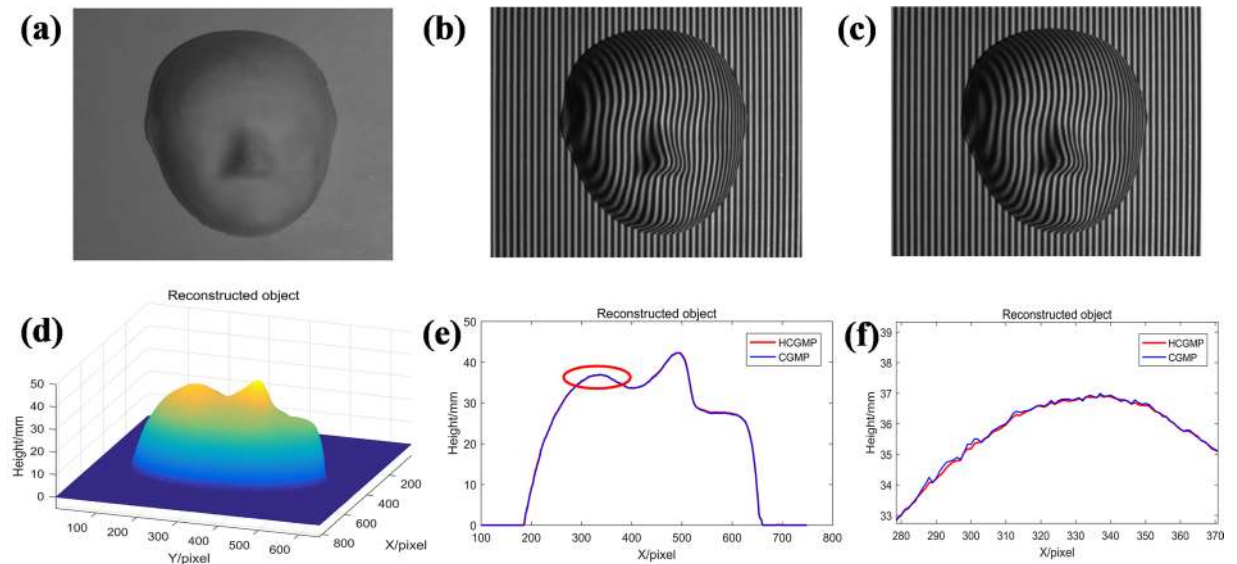 (a)
(b)
(c)
(d)
Reconstructed object
50
40
30
20
10
0
Height/mm
100
200
300
400
500
600
Y/pixel
200
400
600
800
X/pixel
(e)
Reconstructed object
HCGMP
CGMP
50
40
30
20
10
0
Height/mm
100
200
300
400
500
600
700
800
X/pixel
(f)
Reconstructed object
HCGMP
CGMP
39
38
37
36
35
34
33
Height/mm
280
290
300
310
320
330
340
350
360
370
X/pixel